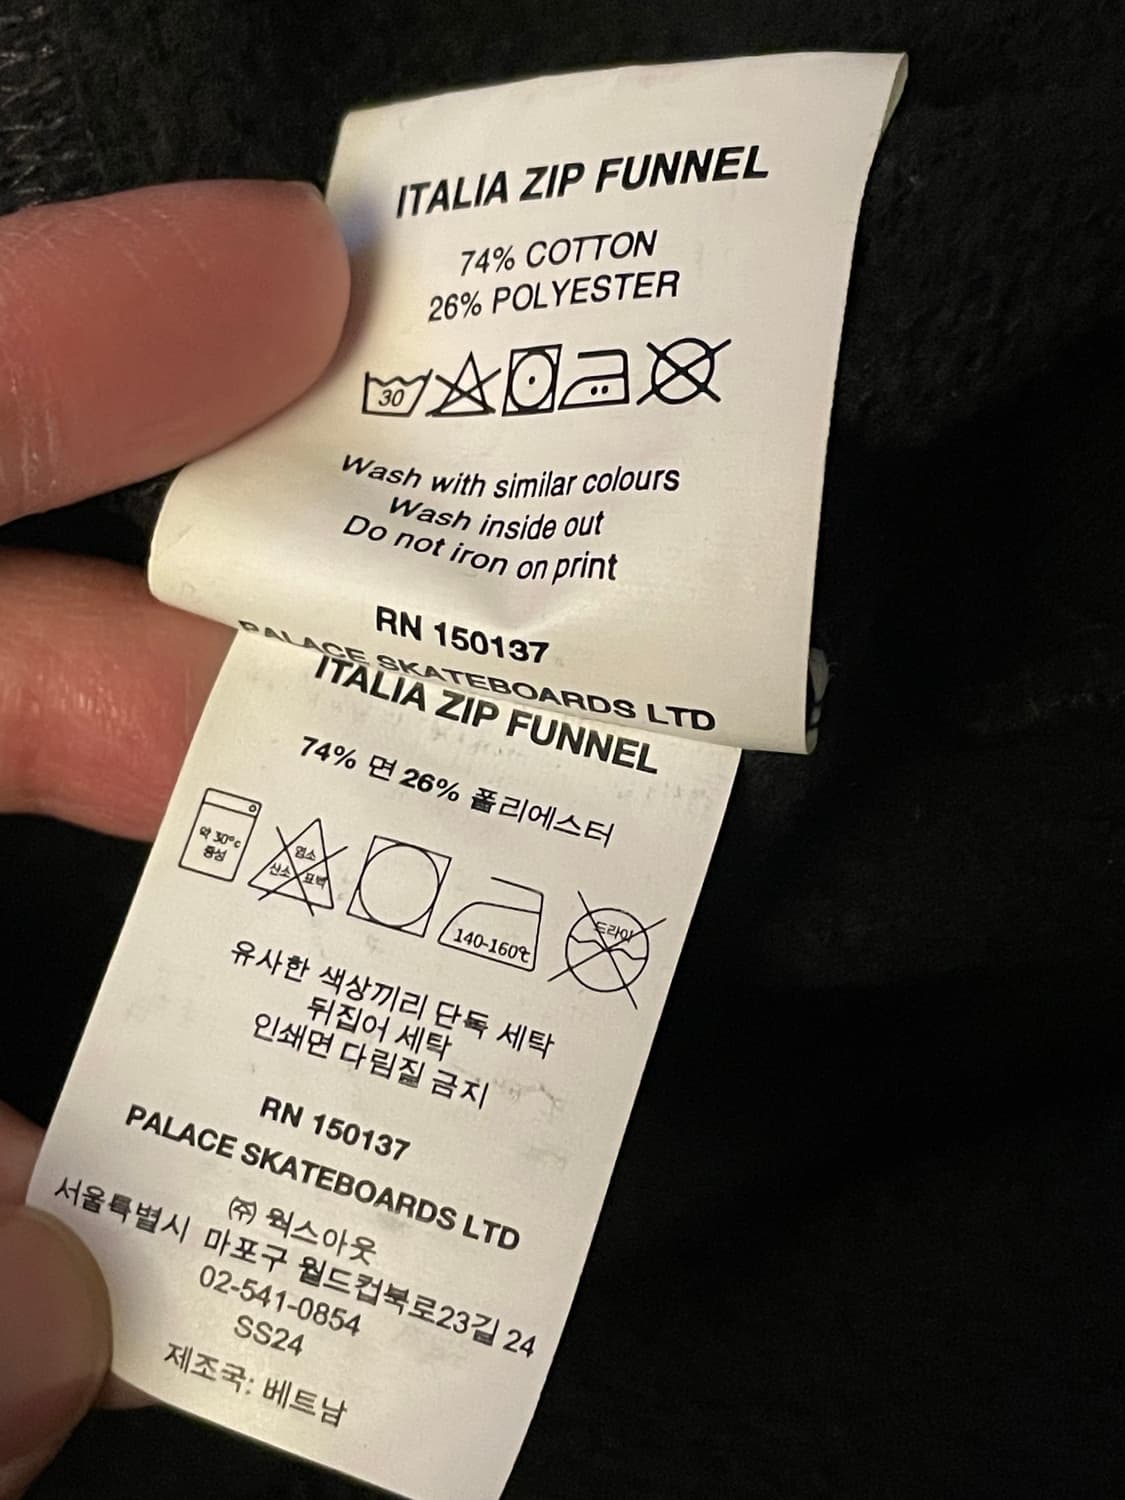 ITALIA ZIP FUNNEL
74% COTTON
26% POLYESTER
30
Wash with similar colours
Wash inside out
Do not iron on print
RN 150137
PALACE SKATEBOARDS LTD
ITALIA ZIP FUNNEL
74% 면 26% 폴리에스터
약 30°c
중성
염소
산소 표백
140-160℃
드라이
유사한 색상끼리 단독 세탁
뒤집어 세탁
인쇄면 다림질 금지
RN 150137
PALACE SKATEBOARDS LTD
㈜ 웍스아웃
서울특별시 마포구 월드컵북로23길 24
02-541-0854
SS24
제조국: 베트남